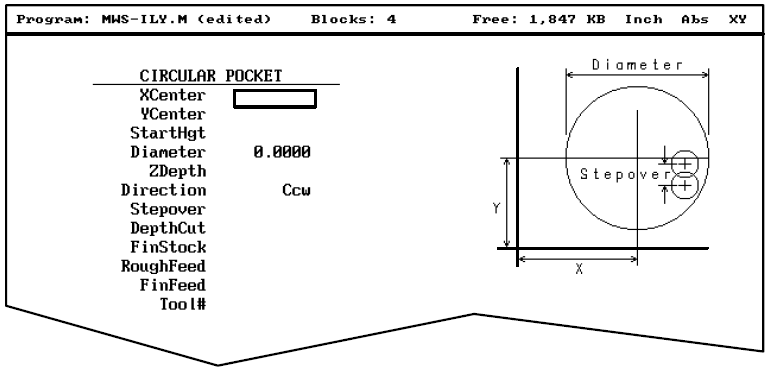 Program: MWS-ILY.M (edited) Blocks: 4 Free: 1,847 KB Inch Abs XY
CIRCULAR POCKET
XCenter
YCenter
StartHgt
Diameter 0.0000
ZDepth
Direction Ccw
Stepover
DepthCut
FinStock
RoughFeed
FinFeed
Tool#
Diameter
Stepover
Y
X